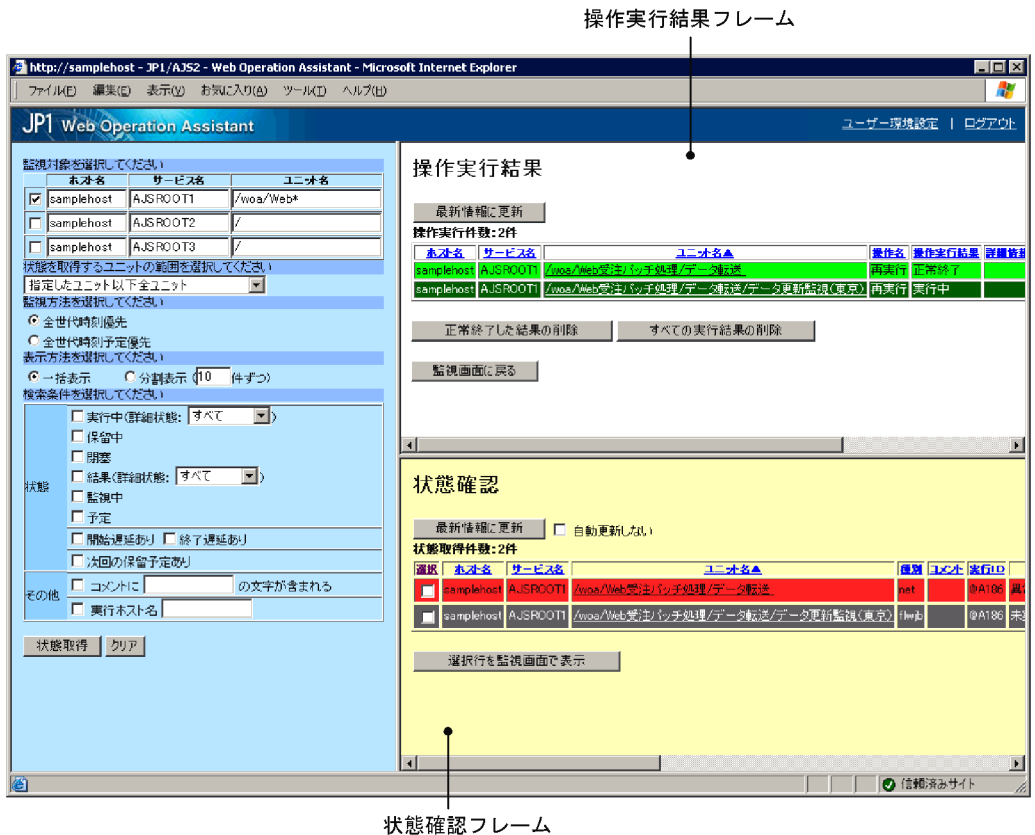 操作実行結果フレーム
http://samplehost - JP1/AJS2 - Web Operation Assistant - Microsoft Internet Explorer
ファイル(F) 編集(E) 表示(V) お気に入り(A) ツール(T) ヘルプ(H)
JP1 Web Operation Assistant
ユーザー環境設定 | ログアウト
監視対象を選択してください
ホスト名 サービス名 ユニット名
samplehost AJSROOT1 /woa/Web*
samplehost AJSROOT2 /
samplehost AJSROOT3 /
状態を取得するユニットの範囲を選択してください
指定したユニット以下全ユニット
監視方法を選択してください
全世代時刻優先
全世代時刻予定優先
表示方法を選択してください
一括表示 分割表示 (10 件ずつ)
検索条件を選択してください
状態
実行中(詳細状態: すべて )
保留中
閉塞
結果(詳細状態: すべて )
監視中
予定
開始遅延あり 終了遅延あり
次回の保留予定あり
その他
コメントに の文字が含まれる
実行ホスト名
状態取得 クリア
操作実行結果
最新情報に更新
操作実行件数:2件
ホスト名 サービス名 ユニット名▲ 操作名 操作実行結果 詳細情報
samplehost AJSROOT1 /woa/Web受注バッチ処理/データ転送 再実行 正常終了
samplehost AJSROOT1 /woa/Web受注バッチ処理/データ転送/データ更新監視(東京) 再実行 実行中
正常終了した結果の削除 すべての実行結果の削除
監視画面に戻る
状態確認
最新情報に更新 自動更新しない
状態取得件数:2件
選択 ホスト名 サービス名 ユニット名▲ 種別 コメント 実行ID
samplehost AJSROOT1 /woa/Web受注バッチ処理/データ転送 net @A186 異
samplehost AJSROOT1 /woa/Web受注バッチ処理/データ転送/データ更新監視(東京) flwjb @A186 未
選択行を監視画面で表示
信頼済みサイト
状態確認フレーム